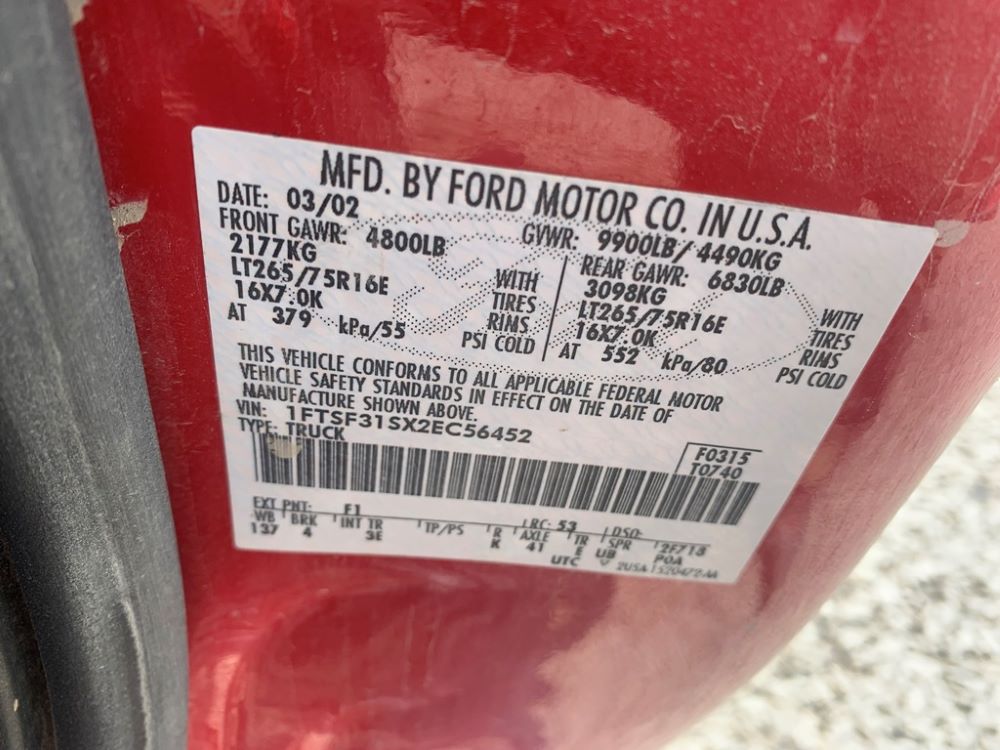 MFD. BY FORD MOTOR CO. IN U.S.A.
DATE: 03/02 GVWR: 9900LB/ 4490KG
FRONT GAWR: 4800LB REAR GAWR: 6830LB
2177KG WITH 3098KG WITH
LT265/75R16E TIRES LT265/75R16E TIRES
16X7.0K RIMS 16X7.0K RIMS
AT 379 kPa/55 PSI COLD AT 552 kPa/80 PSI COLD
THIS VEHICLE CONFORMS TO ALL APPLICABLE FEDERAL MOTOR
VEHICLE SAFETY STANDARDS IN EFFECT ON THE DATE OF
MANUFACTURE SHOWN ABOVE.
VIN: 1FTSF31SX2EC56452
TYPE: TRUCK
F0315
T0740
EXT PNT: F1 RC: 53 DSO:
WB BRK INT TR TP/PS R AXLE TR SPR 2F718
137 4 3E K 41 E UB P0A
UTC